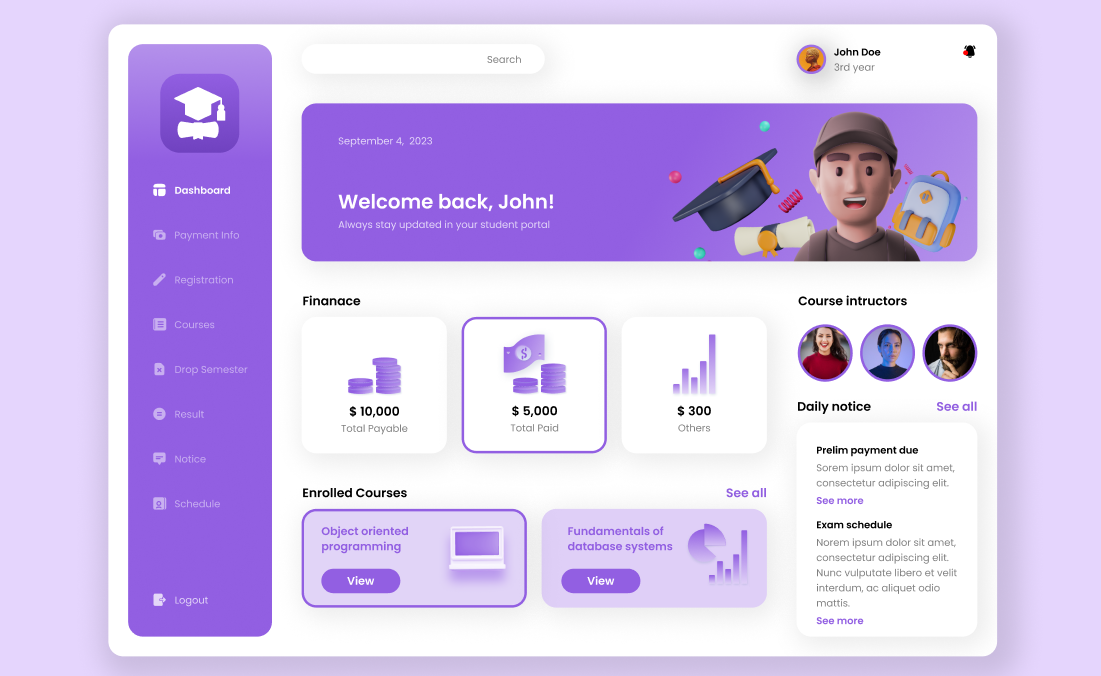 Dashboard
Payment Info
Registration
Courses
Drop Semester
Result
Notice
Schedule
Logout
Search
John Doe
3rd year
September 4, 2023
Welcome back, John!
Always stay updated in your student portal
Finanace
$ 10,000
Total Payable
$
$ 5,000
Total Paid
$ 300
Others
Enrolled Courses
See all
Object oriented
programming
View
Fundamentals of
database systems
View
Course intructors
Daily notice
See all
Prelim payment due
Sorem ipsum dolor sit amet,
consectetur adipiscing elit.
See more
Exam schedule
Norem ipsum dolor sit amet,
consectetur adipiscing elit.
Nunc vulputate libero et velit
interdum, ac aliquet odio
mattis.
See more